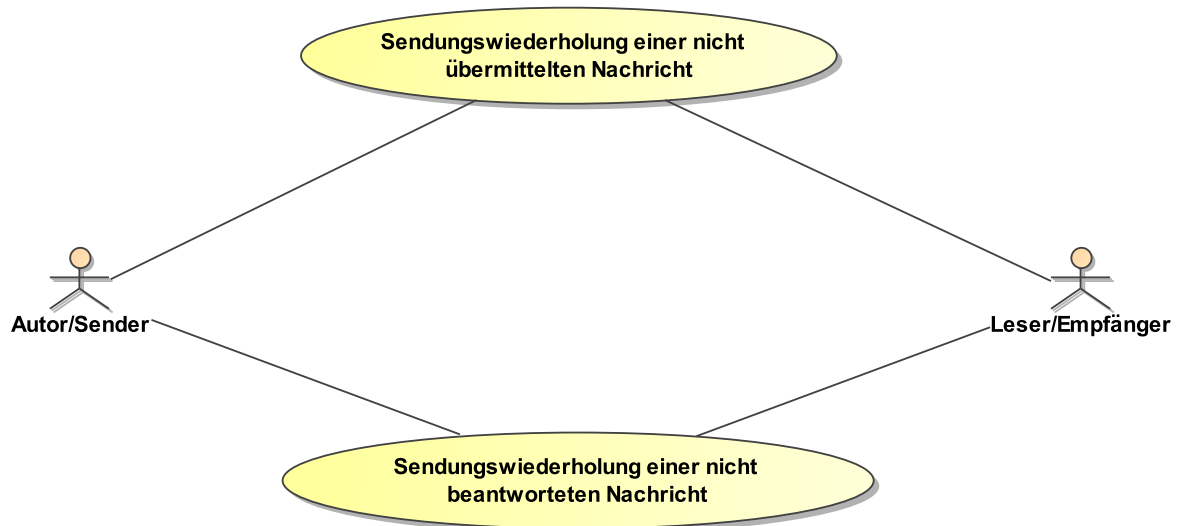 Sendungswiederholung einer nicht
übermittelten Nachricht
Autor/Sender
Leser/Empfänger
Sendungswiederholung einer nicht
beantworteten Nachricht